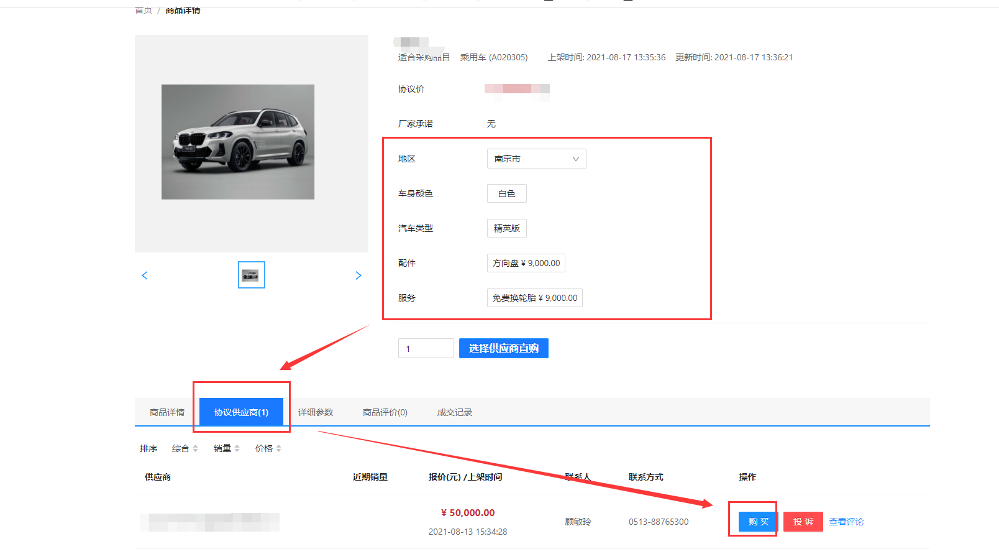 首页 / 商品详情
适合采购品目 乘用车 (A020305) 上架时间: 2021-08-17 13:35:36 更新时间: 2021-08-17 13:36:21
协议价
厂家承诺 无
地区 南京市
车身颜色 白色
汽车类型 精英版
配件 方向盘 ¥ 9,000.00
服务 免费换轮胎 ¥ 9,000.00
1 选择供应商直购
商品详情 协议供应商(1) 详细参数 商品评价(0) 成交记录
排序 综合 销量 价格
供应商 近期销量 报价(元) /上架时间 联系人 联系方式 操作
¥ 50,000.00
2021-08-13 15:34:28
顾敏玲 0513-88765300 购 买 投 诉 查看评论